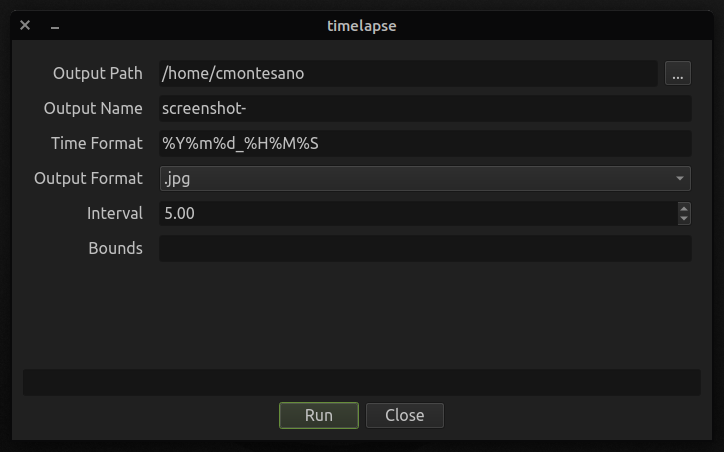 timelapse
Output Path /home/cmontesano ...
Output Name screenshot-
Time Format %Y%m%d_%H%M%S
Output Format .jpg
Interval 5.00
Bounds
Run Close